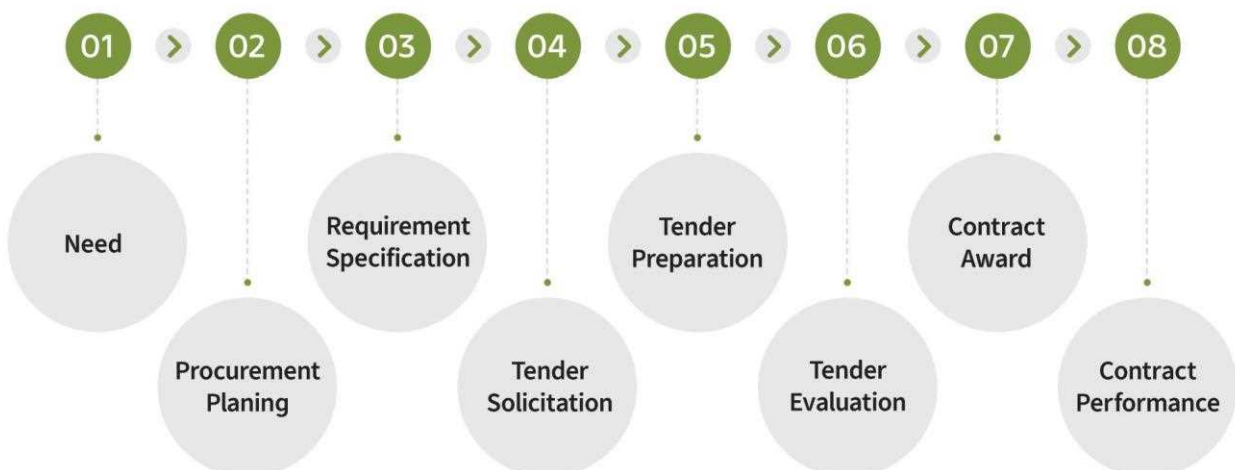 01
02
03
04
05
06
07
08
Need
Procurement
Planing
Requirement
Specification
Tender
Solicitation
Tender
Preparation
Tender
Evaluation
Contract
Award
Contract
Performance